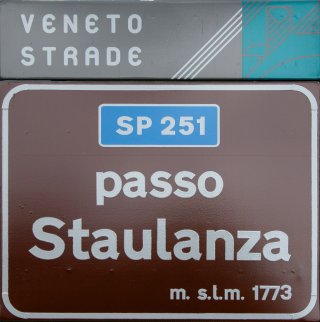 VENETO
STRADE
SP 251
passo
Staulanza
m. s.l.m. 1773